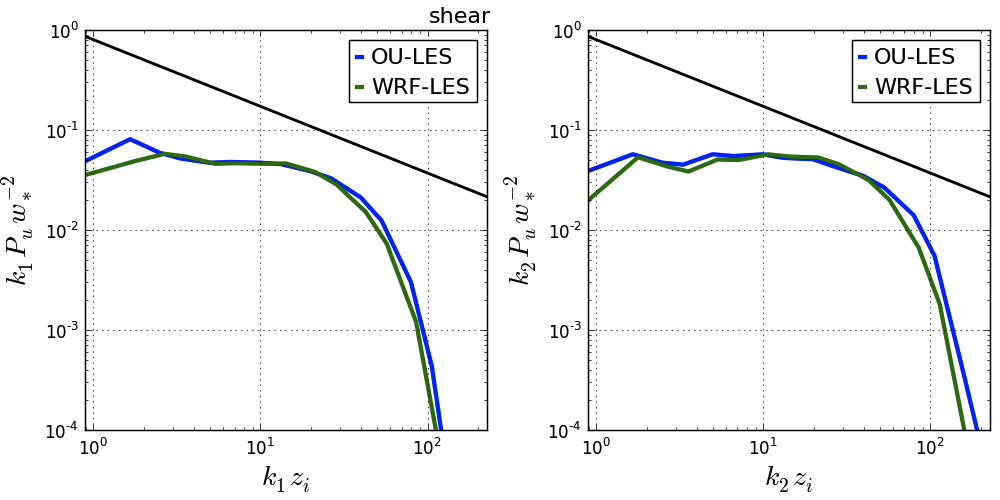 shear
10^0
10^-1
10^-2
10^-3
10^-4
k_1 P_u w_*^-2
OU-LES
WRF-LES
10^0
10^1
10^2
k_1 z_i
10^0
10^-1
10^-2
10^-3
10^-4
k_2 P_u w_*^-2
OU-LES
WRF-LES
10^0
10^1
10^2
k_2 z_i